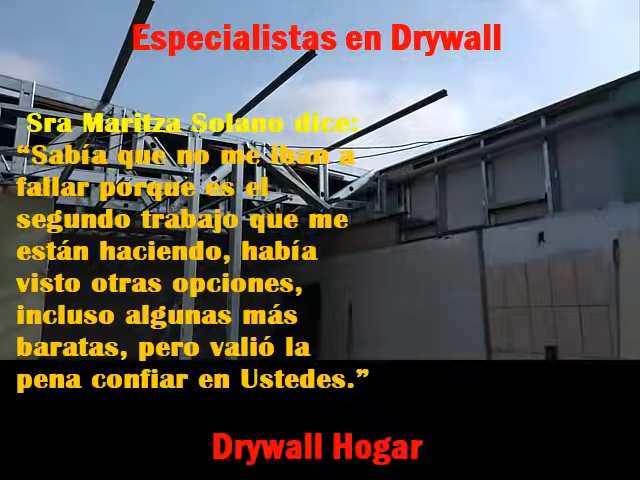 Especialistas en Drywall
Sra Maritza Solano dice:
“Sabía que no me iban a
fallar porque es el
segundo trabajo que me
están haciendo, había
visto otras opciones,
incluso algunas más
baratas, pero valió la
pena confiar en Ustedes.”
Drywall Hogar